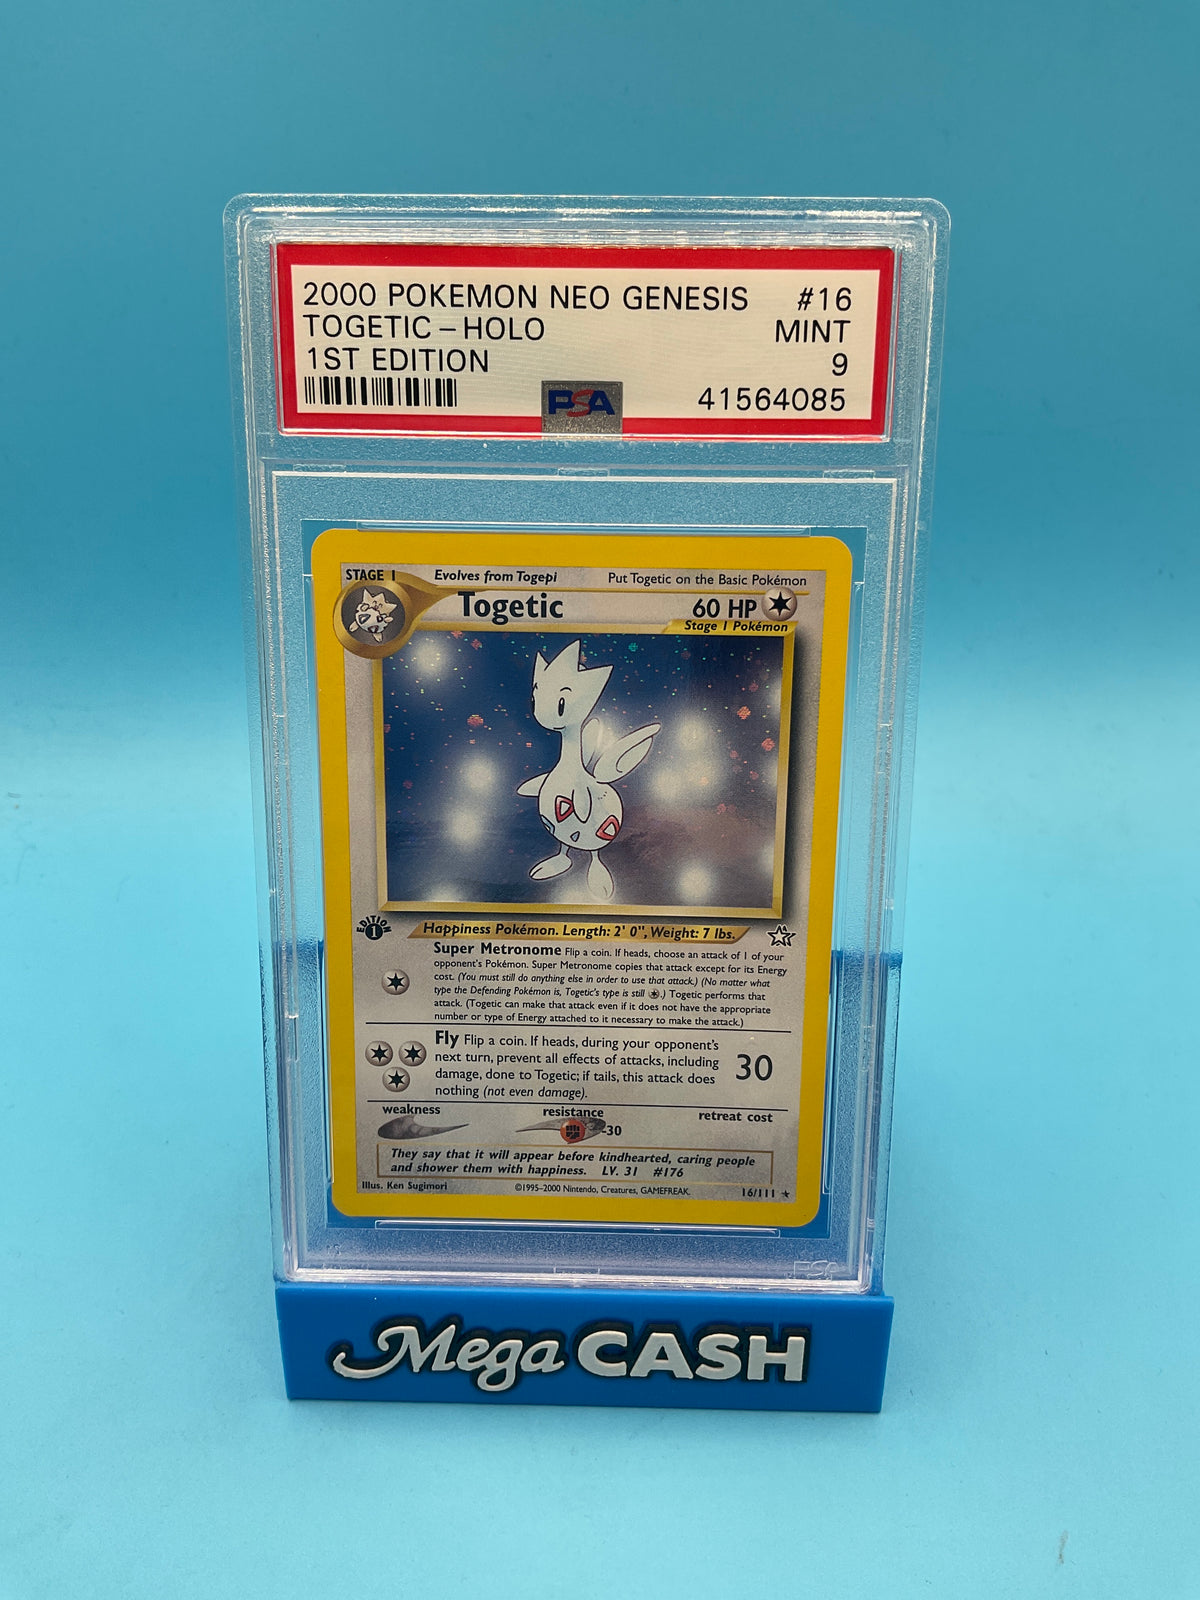 2000 POKEMON NEO GENESIS #16
TOGETIC - HOLO MINT
1ST EDITION 9
PSA 41564085
STAGE 1 Evolves from Togepi Put Togetic on the Basic Pokémon
Togetic 60 HP
Stage 1 Pokémon
EDITION
1
Happiness Pokémon. Length: 2' 0", Weight: 7 lbs.
Super Metronome Flip a coin. If heads, choose an attack of 1 of your
opponent's Pokémon. Super Metronome copies that attack except for its Energy
cost. (You must still do anything else in order to use that attack.) (No matter what
type the Defending Pokémon is, Togetic's type is still .) Togetic performs that
attack. (Togetic can make that attack even if it does not have the appropriate
number or type of Energy attached to it necessary to make the attack.)
Fly Flip a coin. If heads, during your opponent's
next turn, prevent all effects of attacks, including
damage, done to Togetic; if tails, this attack does
nothing (not even damage).
30
weakness resistance retreat cost
-30
They say that it will appear before kindhearted, caring people
and shower them with happiness. LV. 31 #176
Illus. Ken Sugimori ©1995-2000 Nintendo, Creatures, GAMEFREAK. 16/111 ★
PSA
Mega CASH